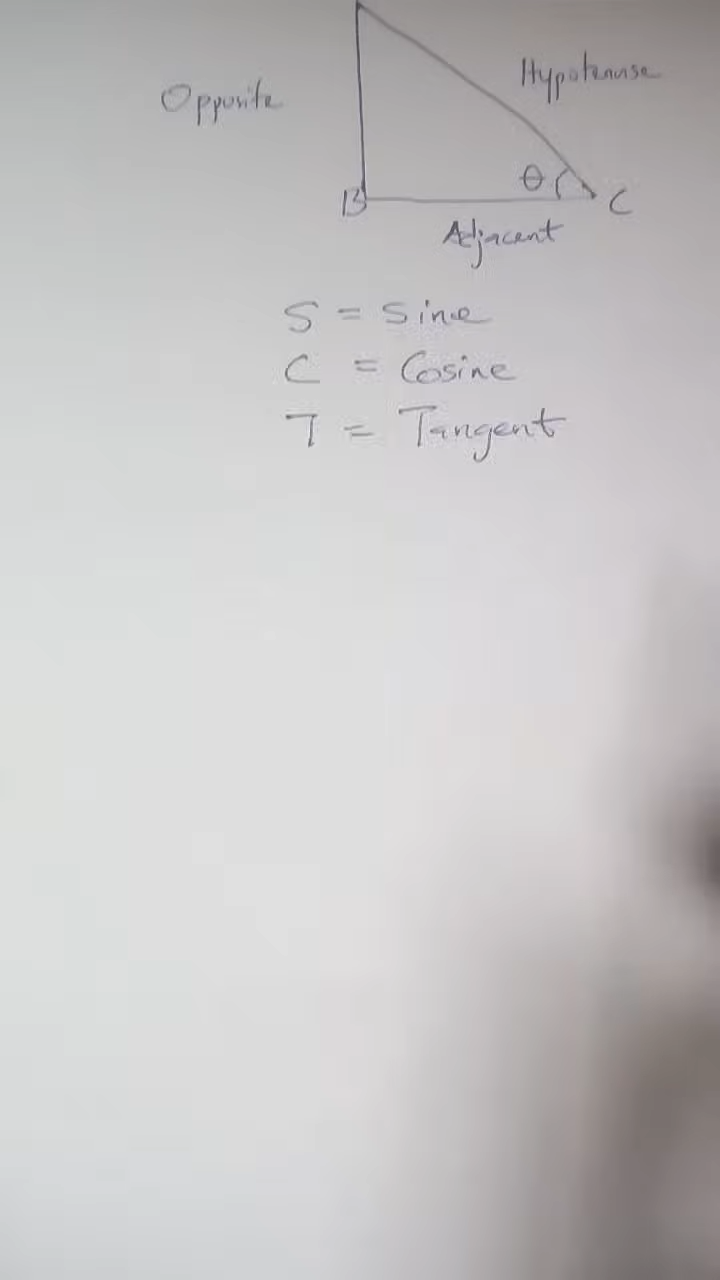 Hypotenuse
Opposite
θ
B
C
Adjacent
S = Sine
C = Cosine
T = Tangent